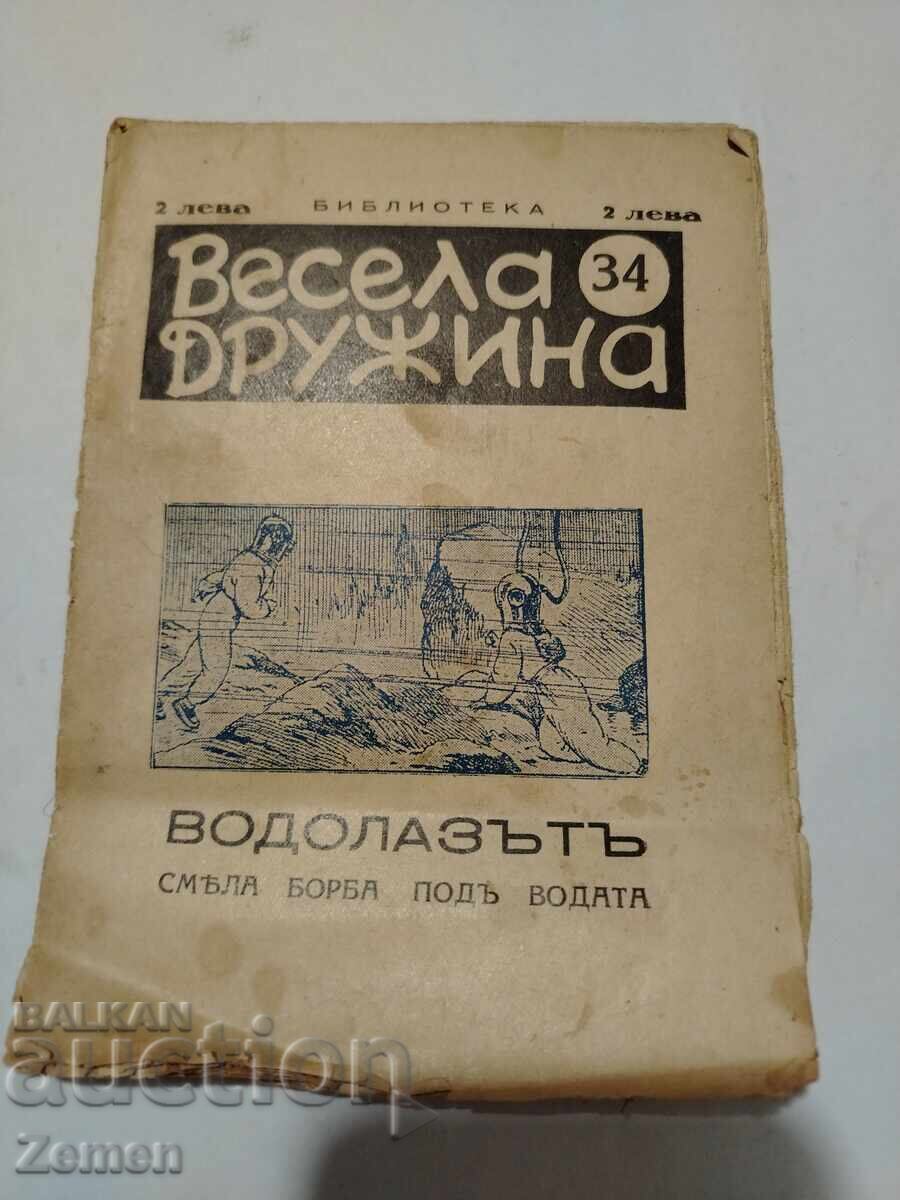 2 лева БИБЛИОТЕКА 2 лева
Весела 34
Дружина
ВОДОЛАЗЪТЪ
СМѢЛА БОРБА ПОДЪ ВОДАТА
BALKAN
auction
Zemen